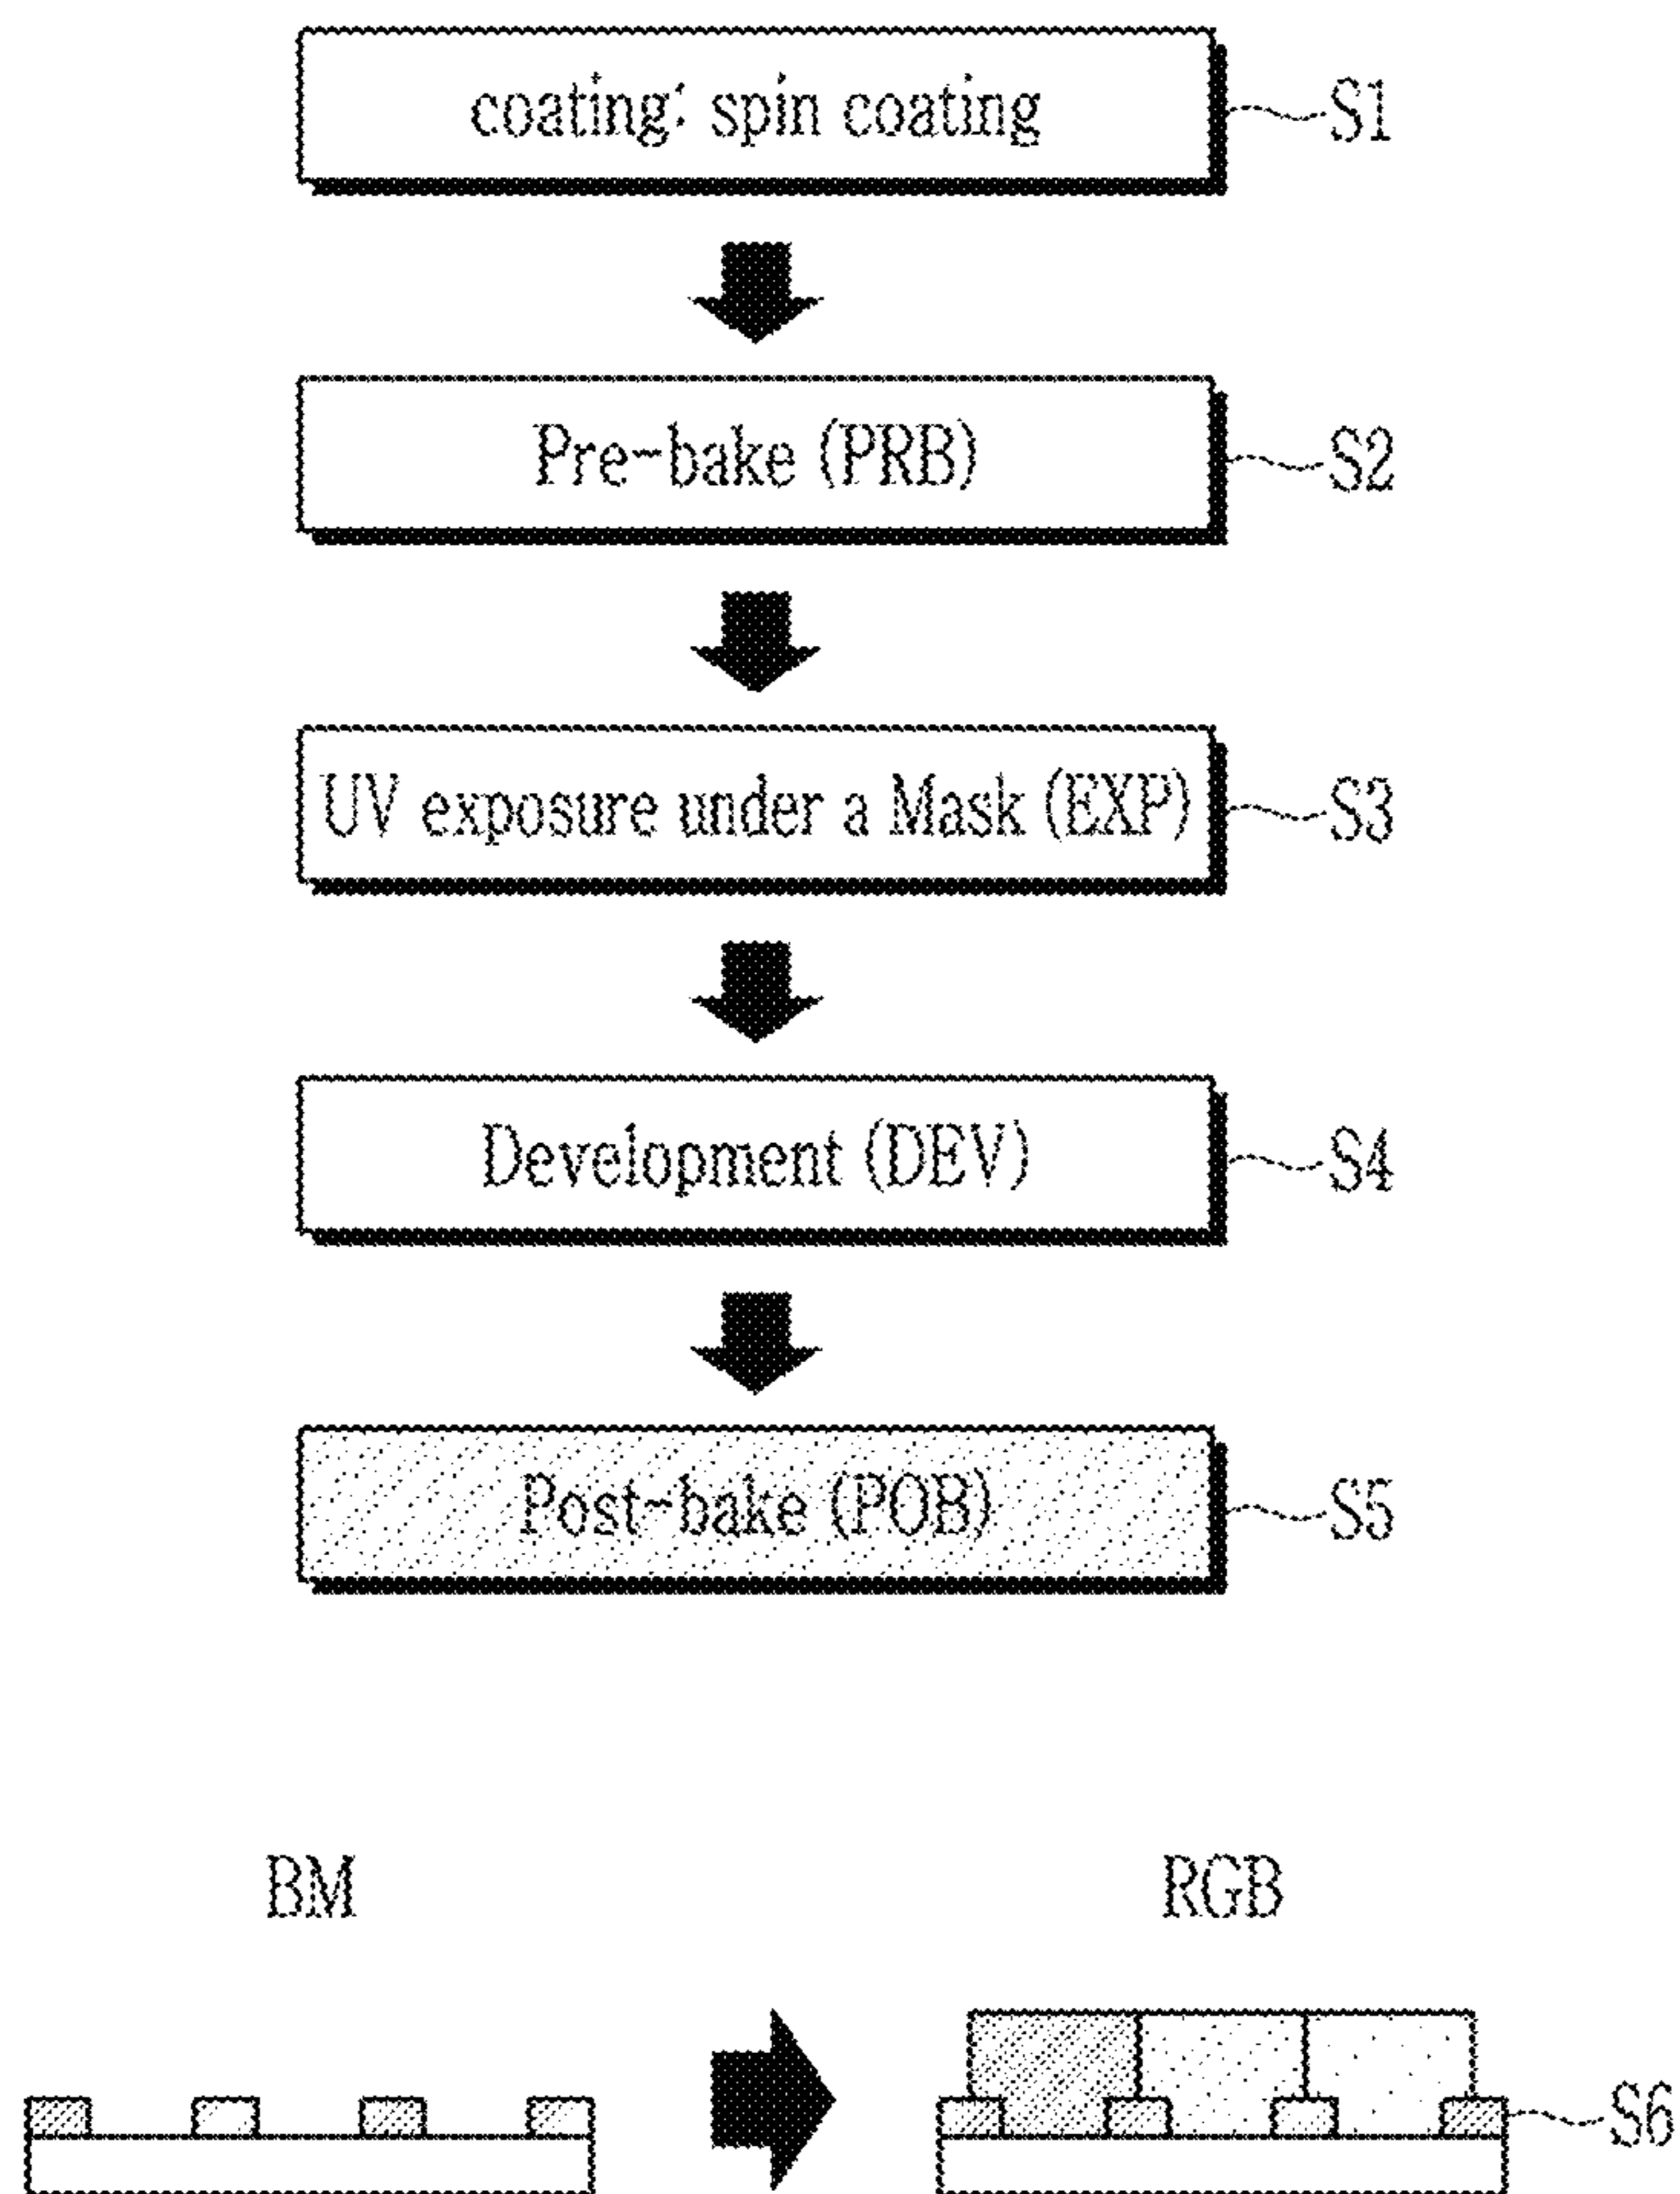 coating: spin coating S1
Pre-bake (PRB) S2
UV exposure under a Mask (EXP) S3
Development (DEV) S4
Post-bake (POB) S5
BM RGB
S6